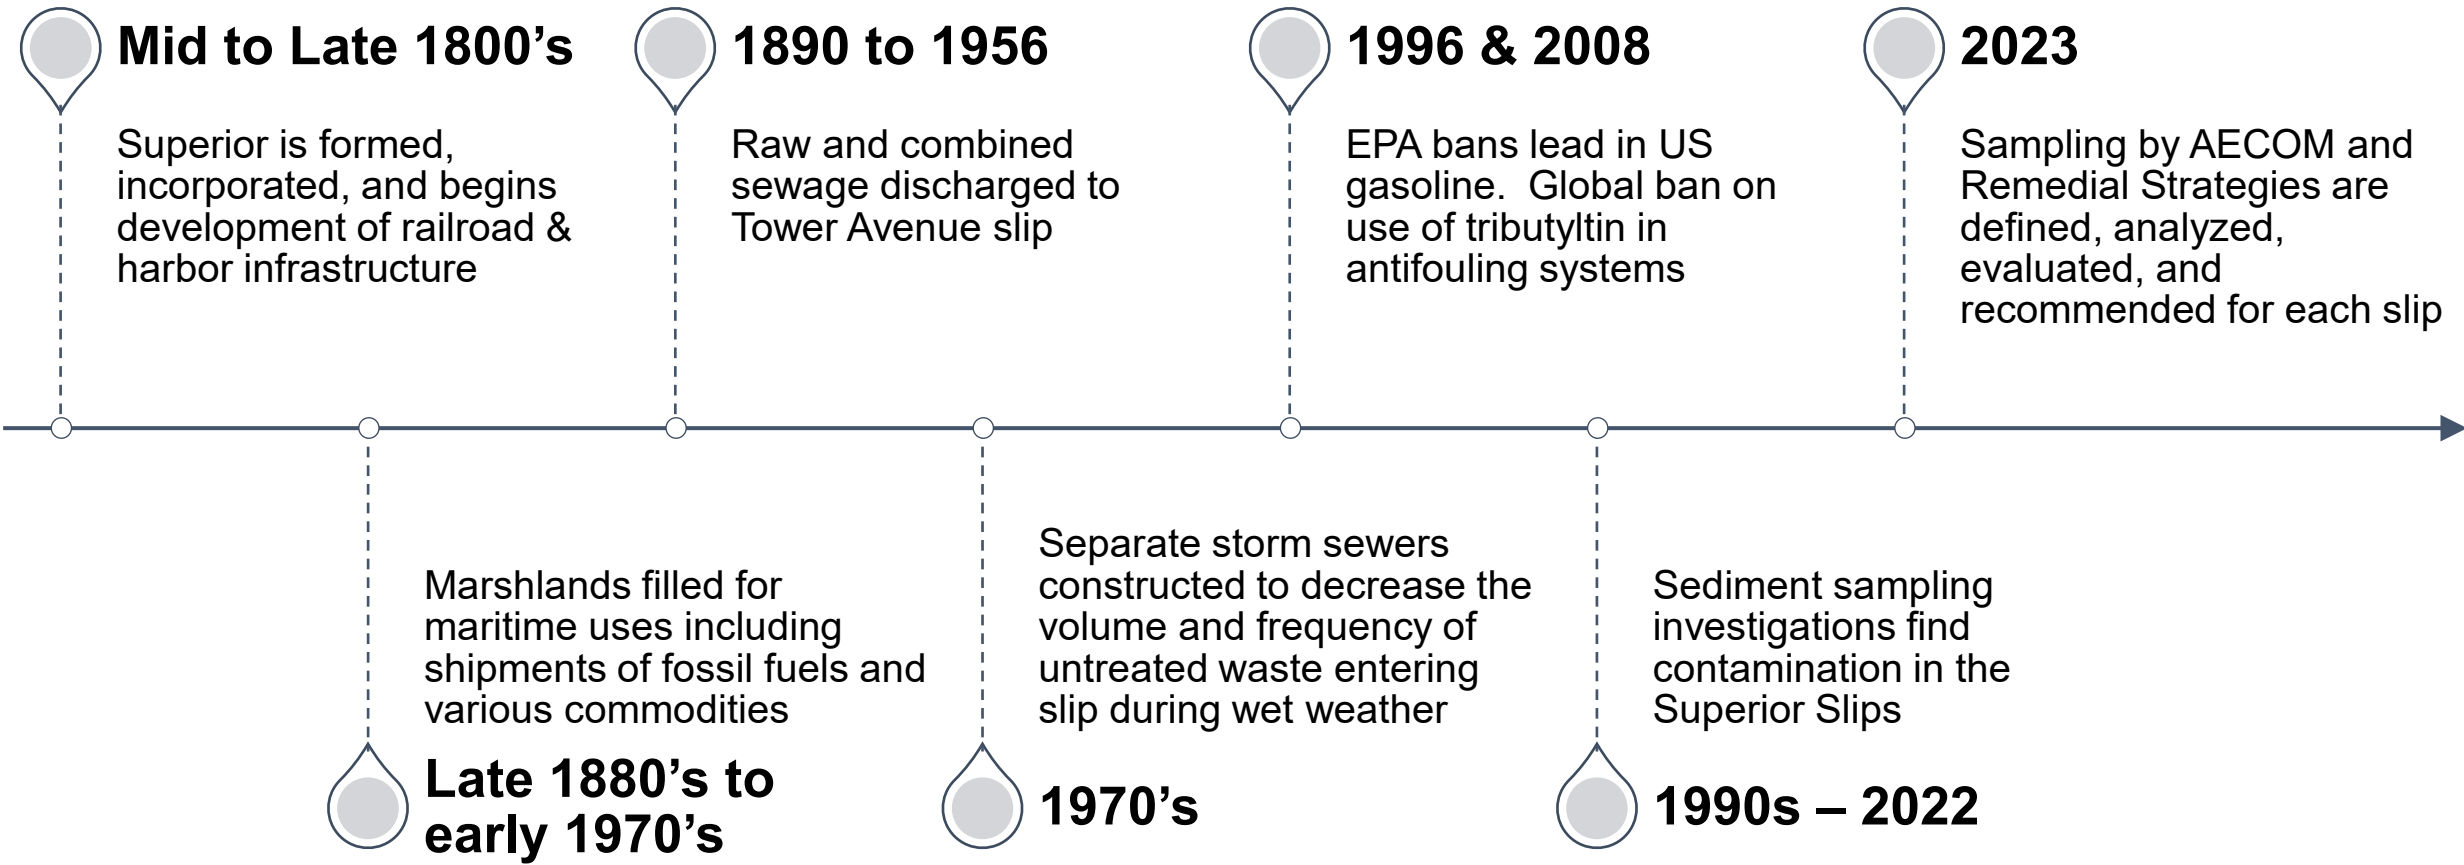 Mid to Late 1800’s
Superior is formed,
incorporated, and begins
development of railroad &
harbor infrastructure
Marshlands filled for
maritime uses including
shipments of fossil fuels and
various commodities
Late 1880’s to
early 1970’s
1890 to 1956
Raw and combined
sewage discharged to
Tower Avenue slip
Separate storm sewers
constructed to decrease the
volume and frequency of
untreated waste entering
slip during wet weather
1970’s
1996 & 2008
EPA bans lead in US
gasoline.  Global ban on
use of tributyltin in
antifouling systems
Sediment sampling
investigations find
contamination in the
Superior Slips
1990s – 2022
2023
Sampling by AECOM and
Remedial Strategies are
defined, analyzed,
evaluated, and
recommended for each slip